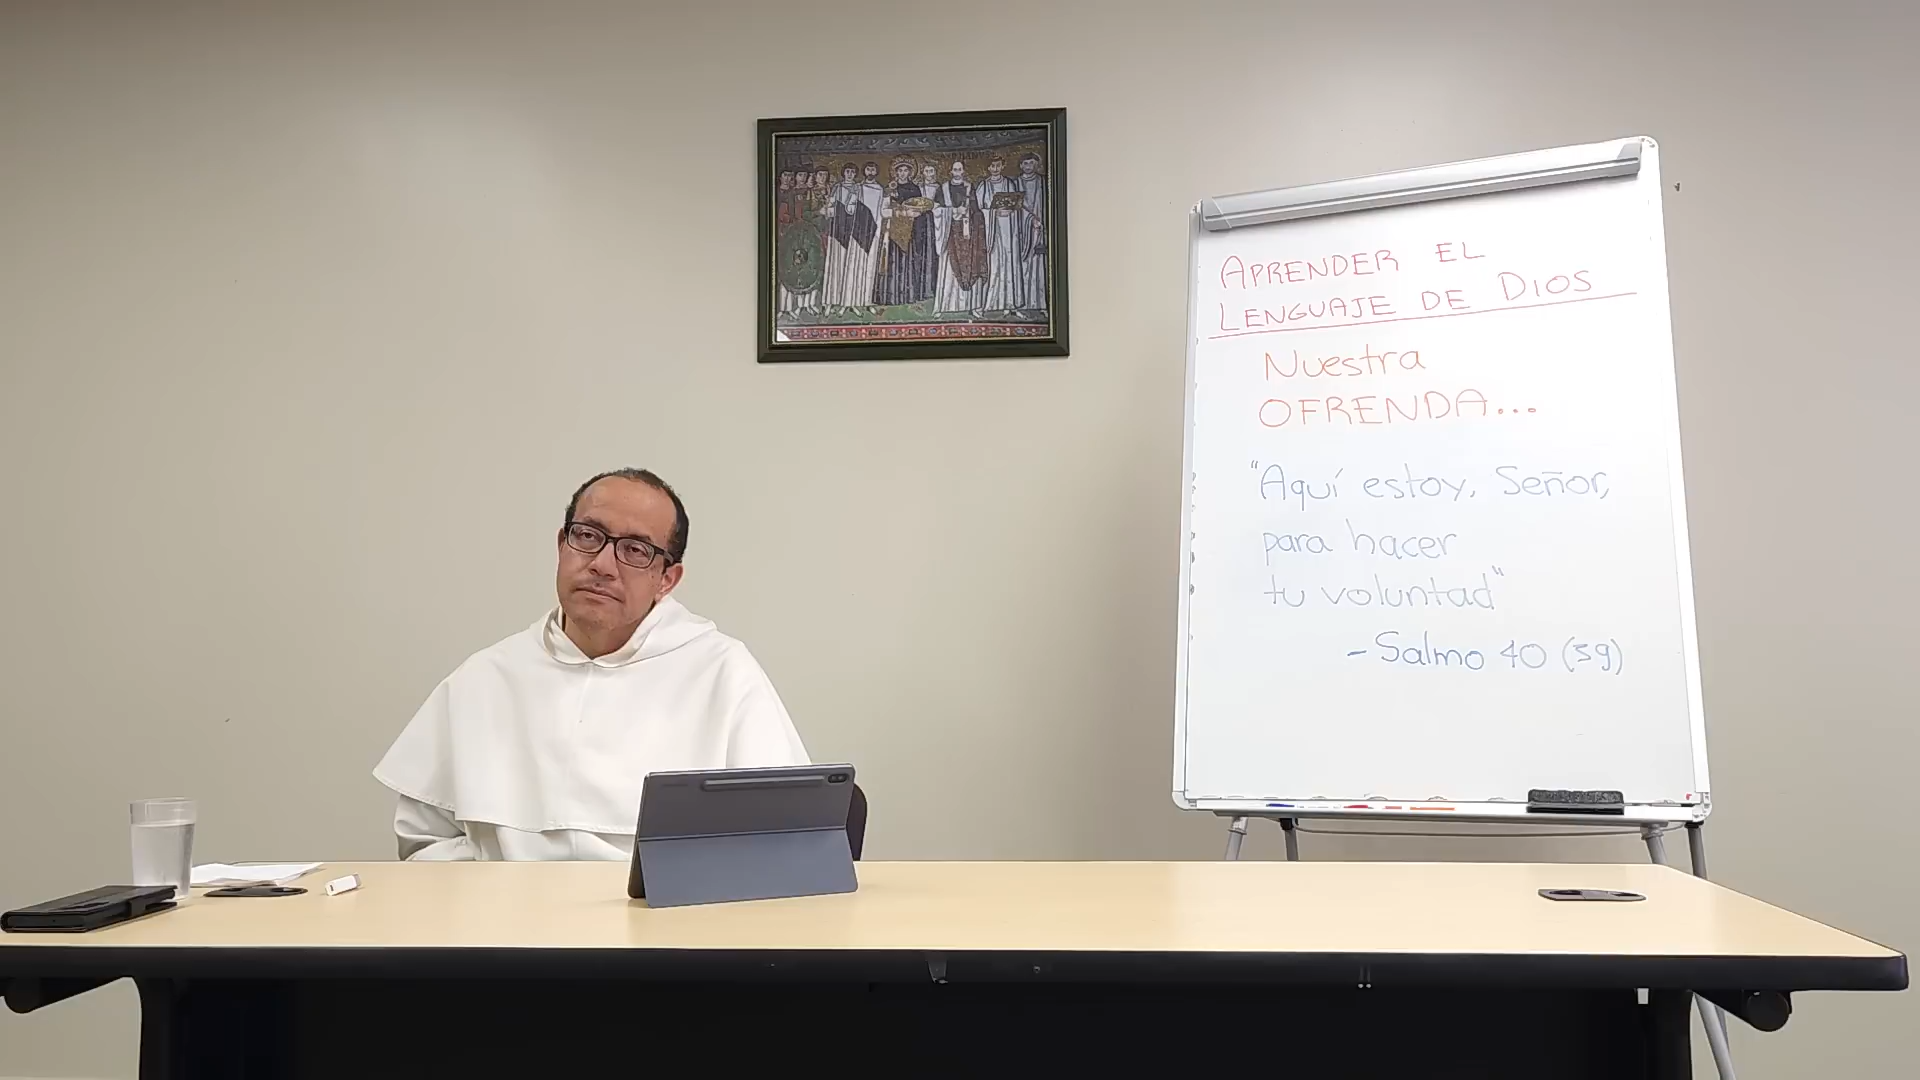 APRENDER EL
LENGUAJE DE DIOS
Nuestra
OFRENDA...
"Aquí estoy, Señor,
para hacer
tu voluntad"
- Salmo 40 (39)